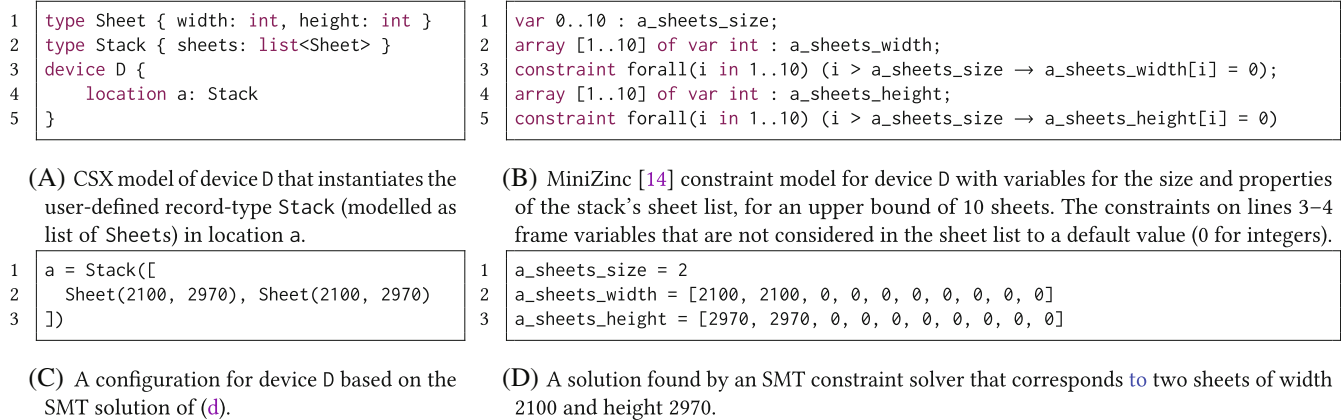 1 type Sheet { width: int, height: int }
2 type Stack { sheets: list<Sheet> }
3 device D {
4 location a: Stack
5 }
(A) CSX model of device D that instantiates the
user-defined record-type Stack (modelled as
list of Sheets) in location a.
1 var 0..10 : a_sheets_size;
2 array [1..10] of var int : a_sheets_width;
3 constraint forall(i in 1..10) (i > a_sheets_size → a_sheets_width[i] = 0);
4 array [1..10] of var int : a_sheets_height;
5 constraint forall(i in 1..10) (i > a_sheets_size → a_sheets_height[i] = 0)
(B) MiniZinc [14] constraint model for device D with variables for the size and properties
of the stack's sheet list, for an upper bound of 10 sheets. The constraints on lines 3–4
frame variables that are not considered in the sheet list to a default value (0 for integers).
1 a = Stack([
2 Sheet(2100, 2970), Sheet(2100, 2970)
3 ])
(C) A configuration for device D based on the
SMT solution of (d).
1 a_sheets_size = 2
2 a_sheets_width = [2100, 2100, 0, 0, 0, 0, 0, 0, 0, 0]
3 a_sheets_height = [2970, 2970, 0, 0, 0, 0, 0, 0, 0, 0]
(D) A solution found by an SMT constraint solver that corresponds to two sheets of width
2100 and height 2970.